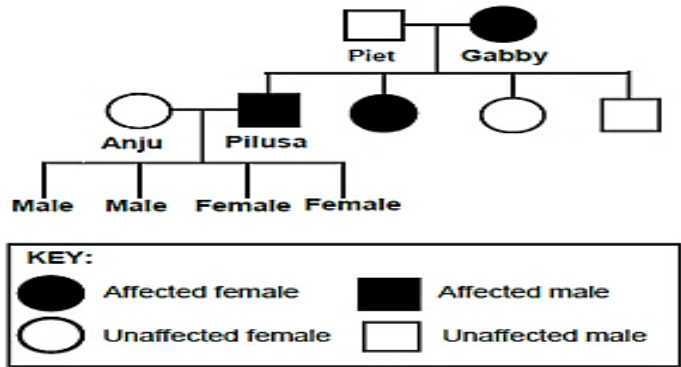 Piet Gabby
Anju Pilusa
Male Male Female Female
KEY:
Affected female Affected male
Unaffected female Unaffected male